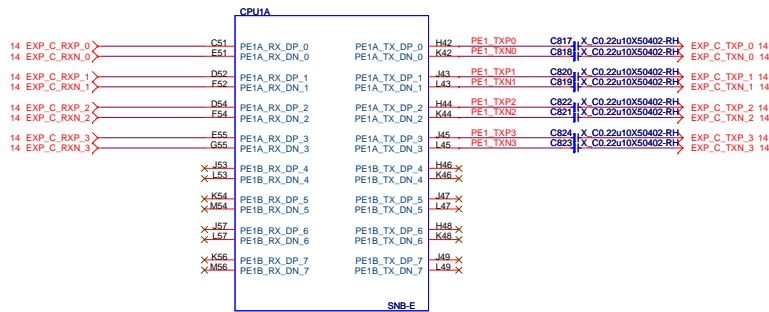 CPU1A
14 EXP_C_RXP_0 C51 PE1A_RX_DP_0 PE1A_TX_DP_0 H42 PE1_TXP0 C817 X_C0.22u10X50402-RH EXP_C_TXP_0 14
14 EXP_C_RXN_0 E51 PE1A_RX_DN_0 PE1A_TX_DN_0 K42 PE1_TXN0 C818 X_C0.22u10X50402-RH EXP_C_TXN_0 14
14 EXP_C_RXP_1 D52 PE1A_RX_DP_1 PE1A_TX_DP_1 J43 PE1_TXP1 C820 X_C0.22u10X50402-RH EXP_C_TXP_1 14
14 EXP_C_RXN_1 F52 PE1A_RX_DN_1 PE1A_TX_DN_1 L43 PE1_TXN1 C819 X_C0.22u10X50402-RH EXP_C_TXN_1 14
14 EXP_C_RXP_2 D54 PE1A_RX_DP_2 PE1A_TX_DP_2 H44 PE1_TXP2 C822 X_C0.22u10X50402-RH EXP_C_TXP_2 14
14 EXP_C_RXN_2 F54 PE1A_RX_DN_2 PE1A_TX_DN_2 K44 PE1_TXN2 C821 X_C0.22u10X50402-RH EXP_C_TXN_2 14
14 EXP_C_RXP_3 E55 PE1A_RX_DP_3 PE1A_TX_DP_3 J45 PE1_TXP3 C824 X_C0.22u10X50402-RH EXP_C_TXP_3 14
14 EXP_C_RXN_3 G55 PE1A_RX_DN_3 PE1A_TX_DN_3 L45 PE1_TXN3 C823 X_C0.22u10X50402-RH EXP_C_TXN_3 14
J53 PE1B_RX_DP_4 PE1B_TX_DP_4 H46
L53 PE1B_RX_DN_4 PE1B_TX_DN_4 K46
K54 PE1B_RX_DP_5 PE1B_TX_DP_5 J47
M54 PE1B_RX_DN_5 PE1B_TX_DN_5 L47
J57 PE1B_RX_DP_6 PE1B_TX_DP_6 H48
L57 PE1B_RX_DN_6 PE1B_TX_DN_6 K48
K56 PE1B_RX_DP_7 PE1B_TX_DP_7 J49
M56 PE1B_RX_DN_7 PE1B_TX_DN_7 L49
SNB-E